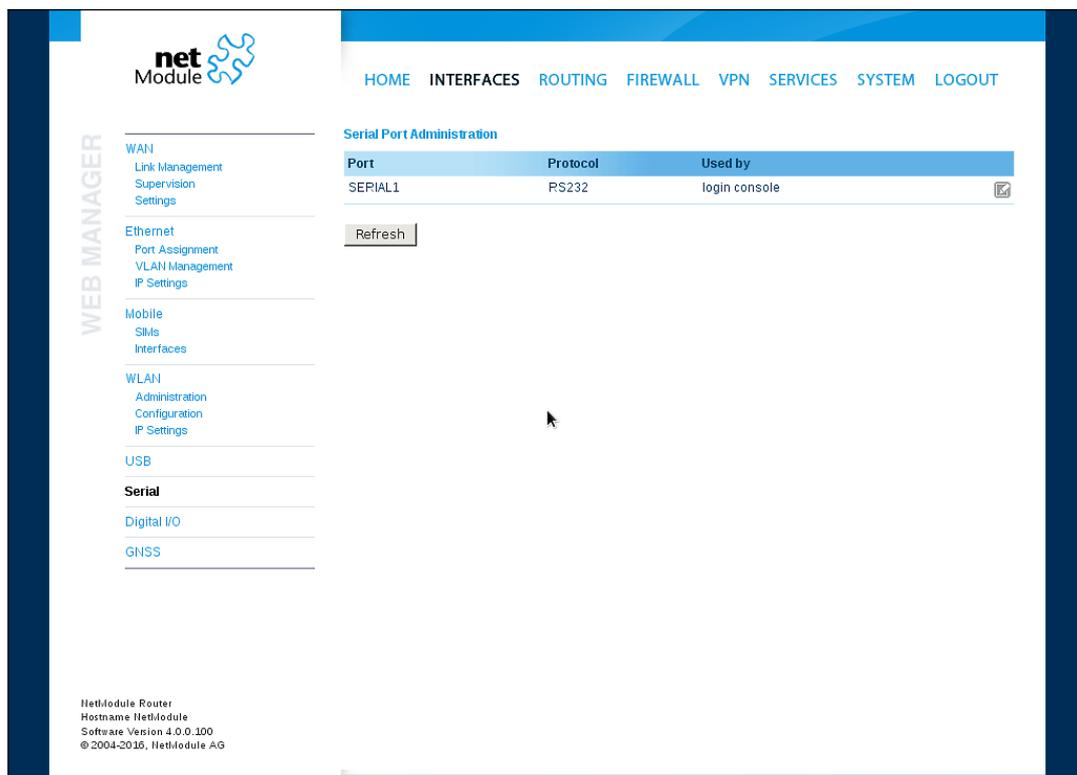 net
Module
HOME INTERFACES ROUTING FIREWALL VPN SERVICES SYSTEM LOGOUT
WEB MANAGER
WAN
Link Management
Supervision
Settings
Ethernet
Port Assignment
VLAN Management
IP Settings
Mobile
SIMs
Interfaces
WLAN
Administration
Configuration
IP Settings
USB
Serial
Digital I/O
GNSS
Serial Port Administration
Port Protocol Used by
SERIAL1 RS232 login console
Refresh
NetModule Router
Hostname NetModule
Software Version 4.0.0.100
© 2004-2016, NetModule AG